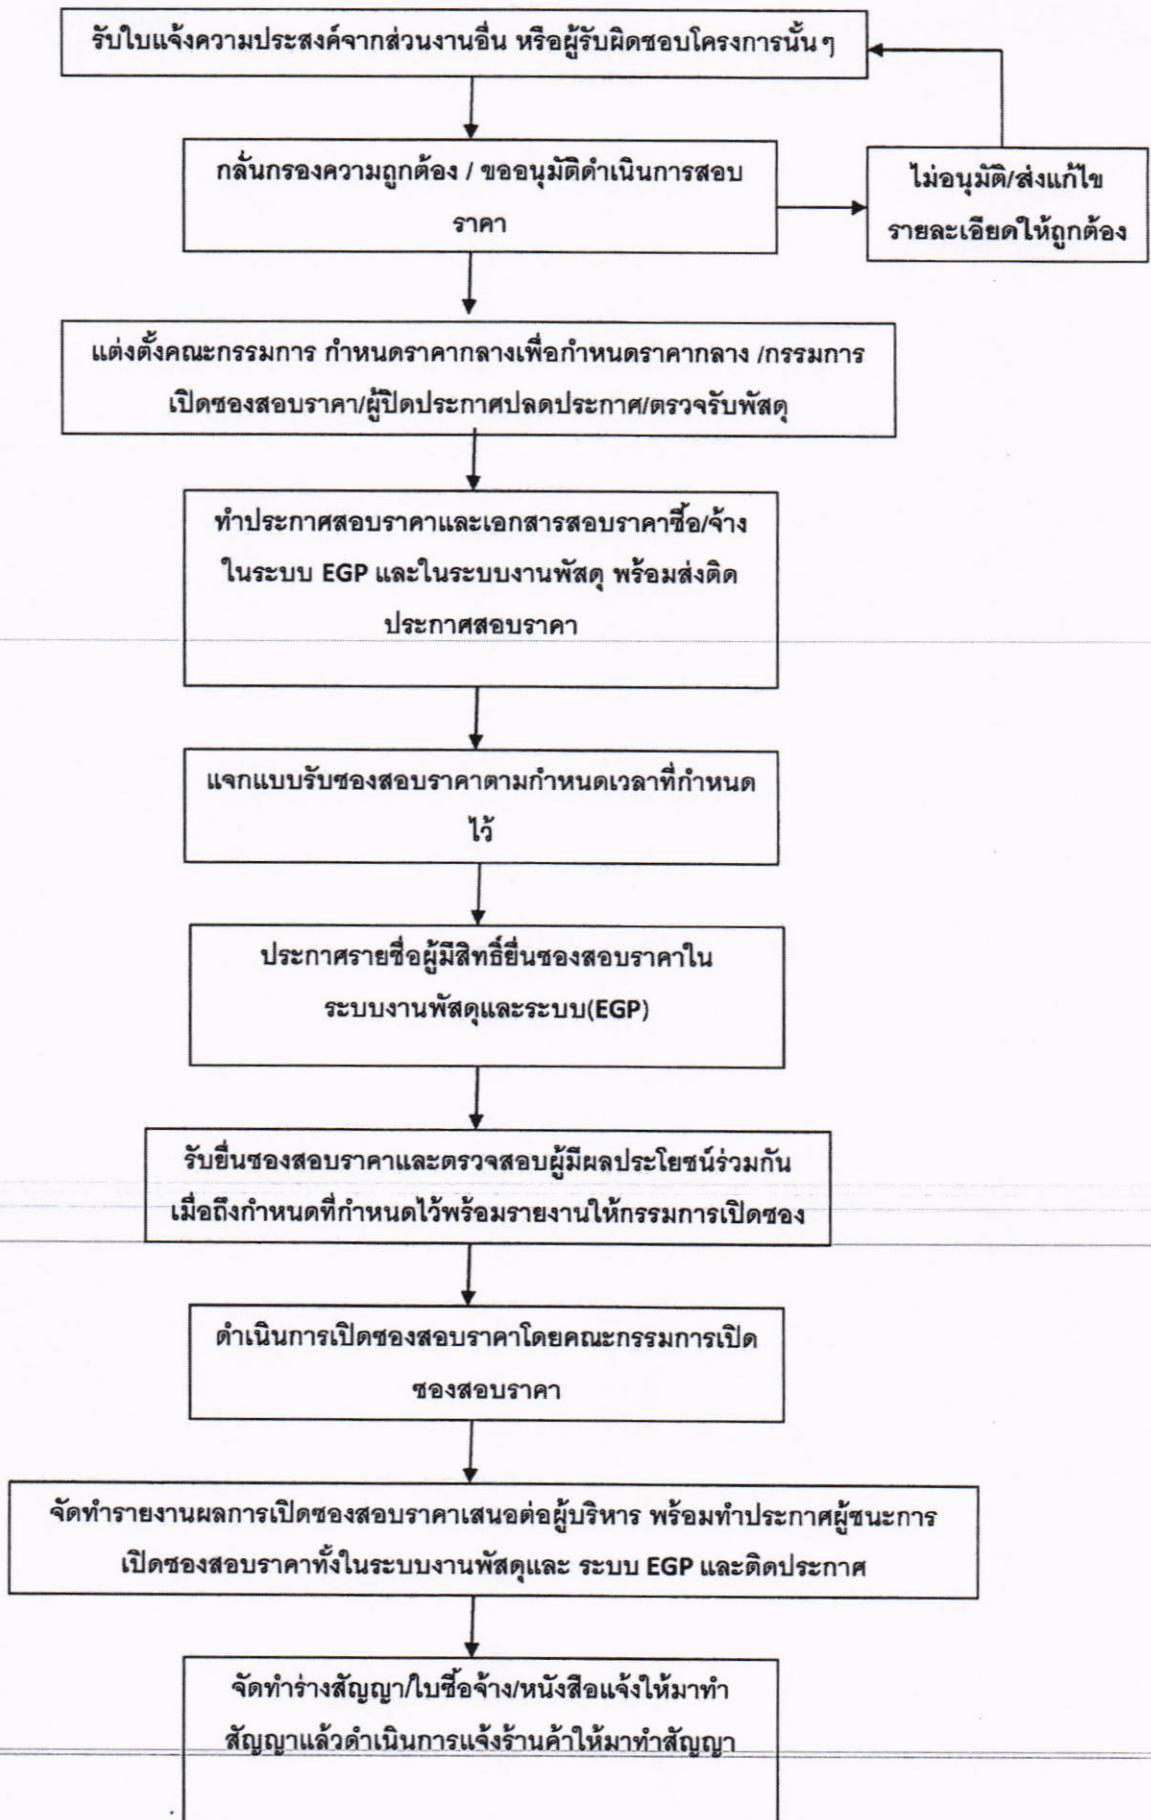 รับใบแจ้งความประสงค์จากส่วนงานอื่น หรือผู้รับผิดชอบโครงการนั้น ๆ
กลั่นกรองความถูกต้อง / ขออนุมัติดำเนินการสอบ
ราคา
ไม่อนุมัติ/ส่งแก้ไข
รายละเอียดให้ถูกต้อง
แต่งตั้งคณะกรรมการ กำหนดราคากลางเพื่อกำหนดราคากลาง /กรรมการ
เปิดซองสอบราคา/ผู้ปิดประกาศปลดประกาศ/ตรวจรับพัสดุ
ทำประกาศสอบราคาและเอกสารสอบราคาซื้อ/จ้าง
ในระบบ EGP และในระบบงานพัสดุ พร้อมส่งติด
ประกาศสอบราคา
แจกแบบรับซองสอบราคาตามกำหนดเวลาที่กำหนด
ไว้
ประกาศรายชื่อผู้มีสิทธิ์ยื่นซองสอบราคาใน
ระบบงานพัสดุและระบบ(EGP)
รับยื่นซองสอบราคาและตรวจสอบผู้มีผลประโยชน์ร่วมกัน
เมื่อถึงกำหนดที่กำหนดไว้พร้อมรายงานให้กรรมการเปิดซอง
ดำเนินการเปิดซองสอบราคาโดยคณะกรรมการเปิด
ซองสอบราคา
จัดทำรายงานผลการเปิดซองสอบราคาเสนอต่อผู้บริหาร พร้อมทำประกาศผู้ชนะการ
เปิดซองสอบราคาทั้งในระบบงานพัสดุและ ระบบ EGP และติดประกาศ
จัดทำร่างสัญญา/ใบซื้อจ้าง/หนังสือแจ้งให้มาทำ
สัญญาแล้วดำเนินการแจ้งร้านค้าให้มาทำสัญญา